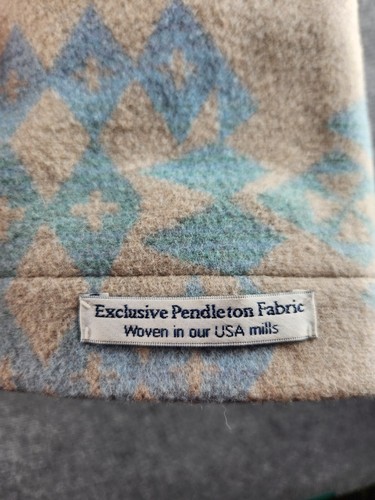 Exclusive Pendleton Fabric
Woven in our USA mills